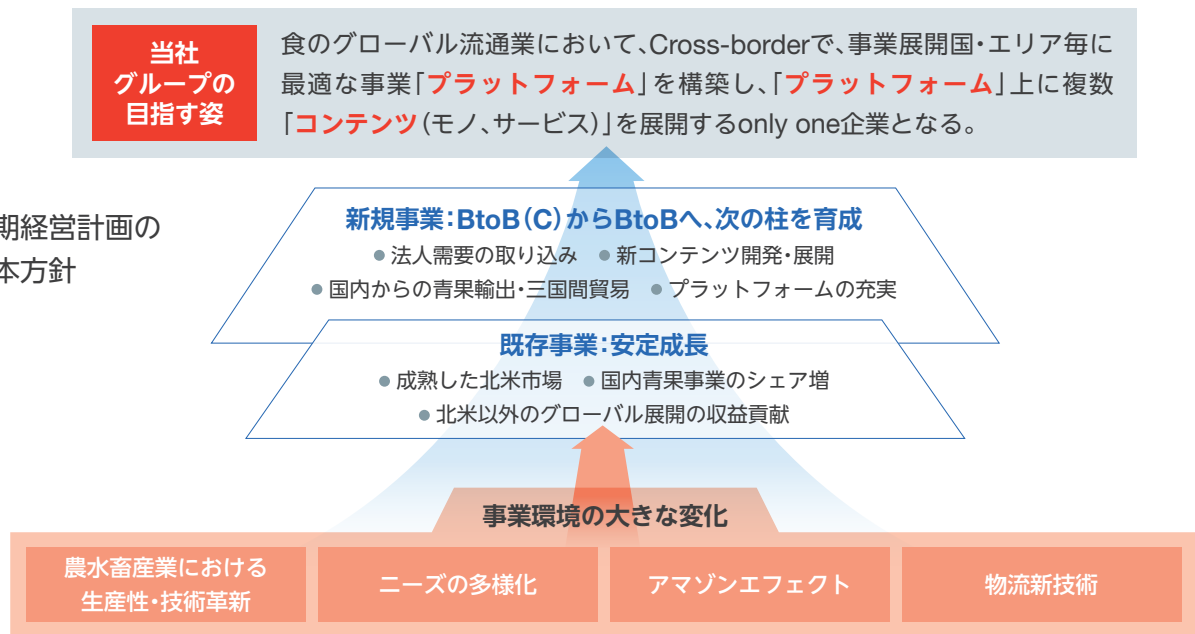 当社
グループの
目指す姿
食のグローバル流通業において、Cross-borderで、事業展開国・エリア毎に
最適な事業「プラットフォーム」を構築し、「プラットフォーム」上に複数
「コンテンツ(モノ、サービス)」を展開するonly one企業となる。
期経営計画の
本方針
新規事業:BtoB(C)からBtoBへ、次の柱を育成
● 法人需要の取り込み ● 新コンテンツ開発・展開
● 国内からの青果輸出・三国間貿易 ● プラットフォームの充実
既存事業:安定成長
● 成熟した北米市場 ● 国内青果事業のシェア増
● 北米以外のグローバル展開の収益貢献
事業環境の大きな変化
農水畜産業における
生産性・技術革新
ニーズの多様化
アマゾンエフェクト
物流新技術